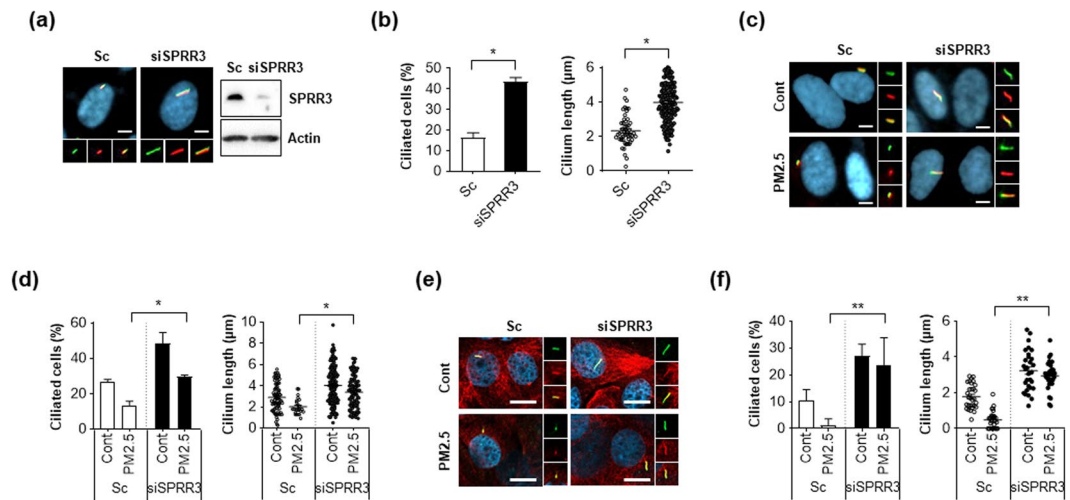 (a)
Sc siSPRR3
Sc siSPRR3
SPRR3
Actin
(b)
*
Ciliated cells (%)
50
40
30
20
10
0
Sc
siSPRR3
*
Cilium length (μm)
6
4
2
0
Sc
siSPRR3
(c)
Sc siSPRR3
Cont
PM2.5
(d)
*
Ciliated cells (%)
60
40
20
0
Cont PM2.5 Cont PM2.5
Sc siSPRR3
*
Cilium length (μm)
10
8
6
4
2
0
Cont PM2.5 Cont PM2.5
Sc siSPRR3
(e)
Sc siSPRR3
Cont
PM2.5
(f)
**
Ciliated cells (%)
40
30
20
10
0
Cont PM2.5 Cont PM2.5
Sc siSPRR3
**
Cilium length (μm)
6
4
2
0
Cont PM2.5 Cont PM2.5
Sc siSPRR3